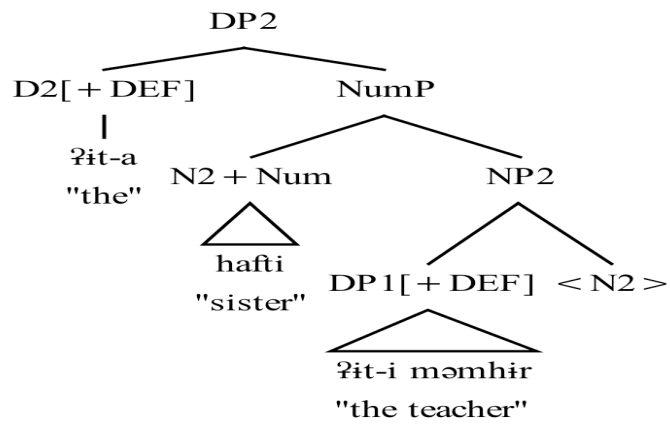 DP2
D2[+DEF] NumP
ʔɨt-a
"the"
N2+Num NP2
hafti
"sister"
DP1[+DEF] <N2>
ʔɨt-i məmhɨr
"the teacher"